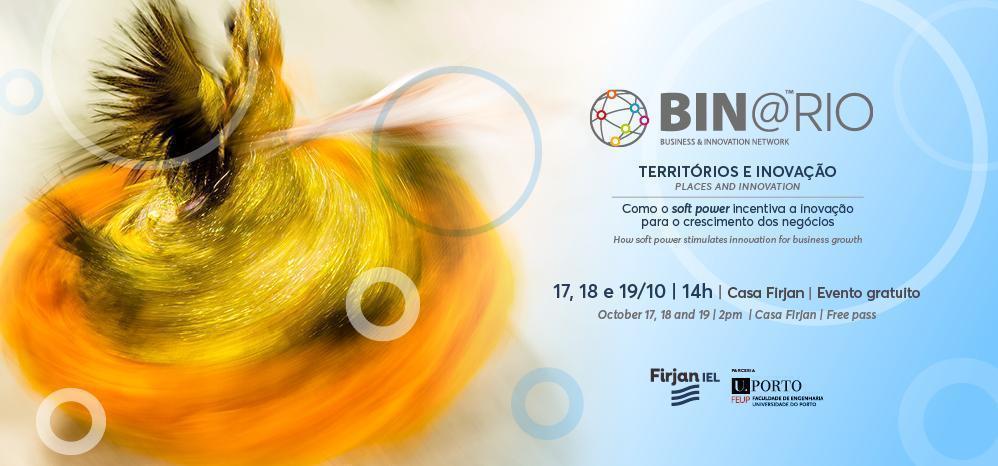 BIN@RIO™
BUSINESS & INNOVATION NETWORK
TERRITÓRIOS E INOVAÇÃO
PLACES AND INNOVATION
Como o soft power incentiva a inovação
para o crescimento dos negócios
How soft power stimulates innovation for business growth
17, 18 e 19/10 | 14h | Casa Firjan | Evento gratuito
October 17, 18 and 19 | 2pm | Casa Firjan | Free pass
Firjan IEL
PARCERIA
U. PORTO
FEUP FACULDADE DE ENGENHARIA
UNIVERSIDADE DO PORTO